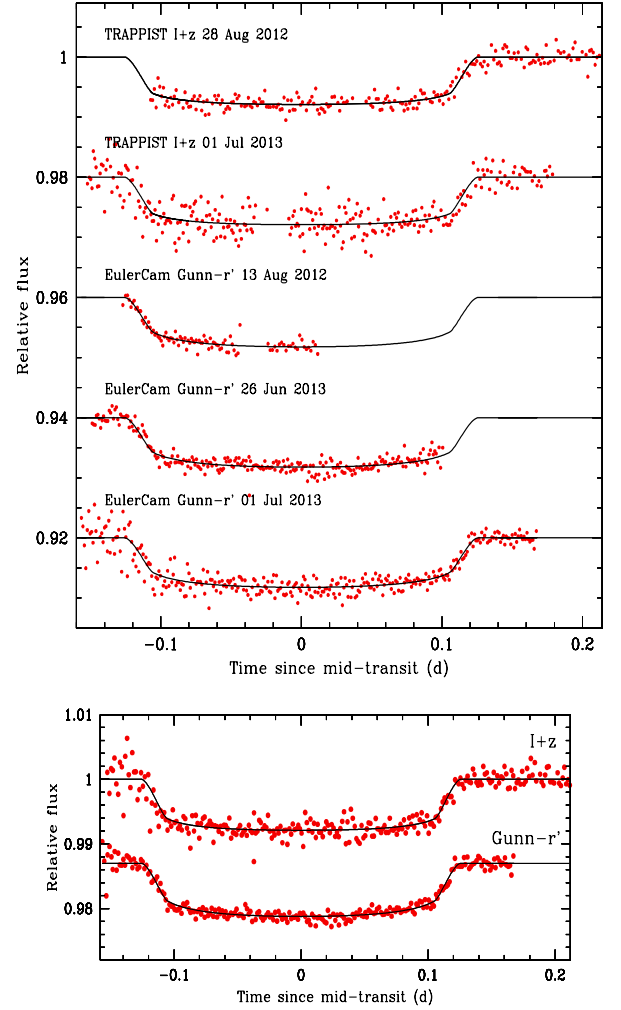 TRAPPIST I+z 28 Aug 2012
1
TRAPPIST I+z 01 Jul 2013
0.98
EulerCam Gunn-r' 13 Aug 2012
0.96
Relative flux
EulerCam Gunn-r' 26 Jun 2013
0.94
EulerCam Gunn-r' 01 Jul 2013
0.92
-0.1 0 0.1 0.2
Time since mid-transit (d)
1.01
I+z
1
Relative flux
0.99
Gunn-r'
0.98
-0.1 0 0.1 0.2
Time since mid-transit (d)